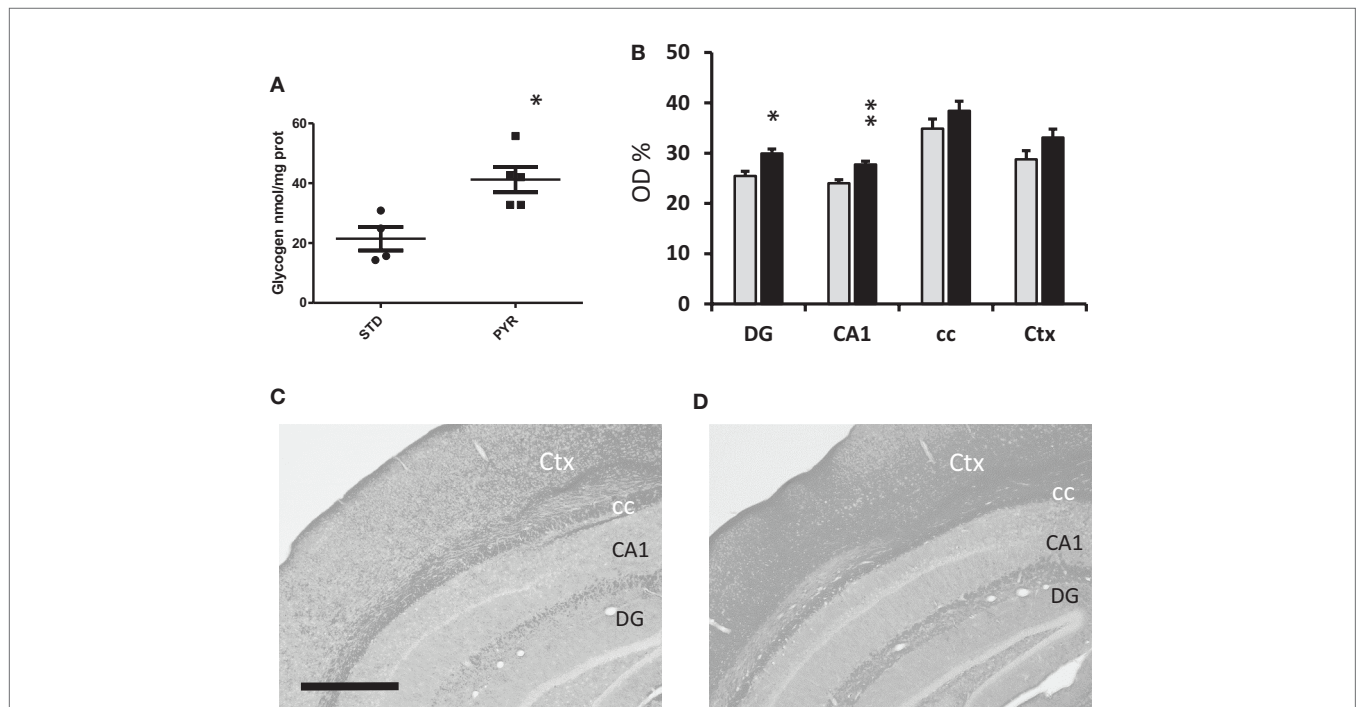 A
*
Glycogen nmol/mg prot
60
40
20
0
STD
PYR
B
OD %
50
40
30
20
10
0
*
**
DG
CA1
cc
Ctx
C
Ctx
cc
CA1
DG
D
Ctx
cc
CA1
DG